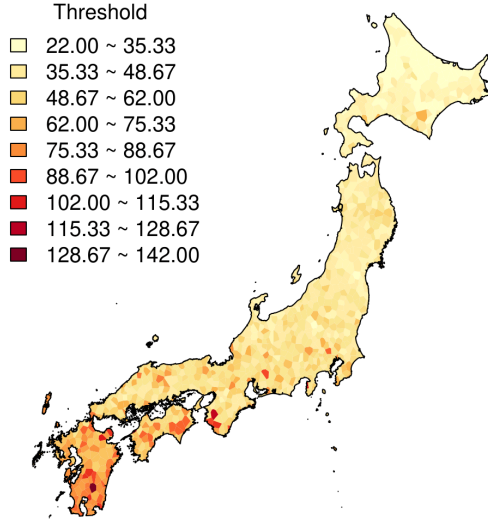 Threshold
22.00 ~ 35.33
35.33 ~ 48.67
48.67 ~ 62.00
62.00 ~ 75.33
75.33 ~ 88.67
88.67 ~ 102.00
102.00 ~ 115.33
115.33 ~ 128.67
128.67 ~ 142.00